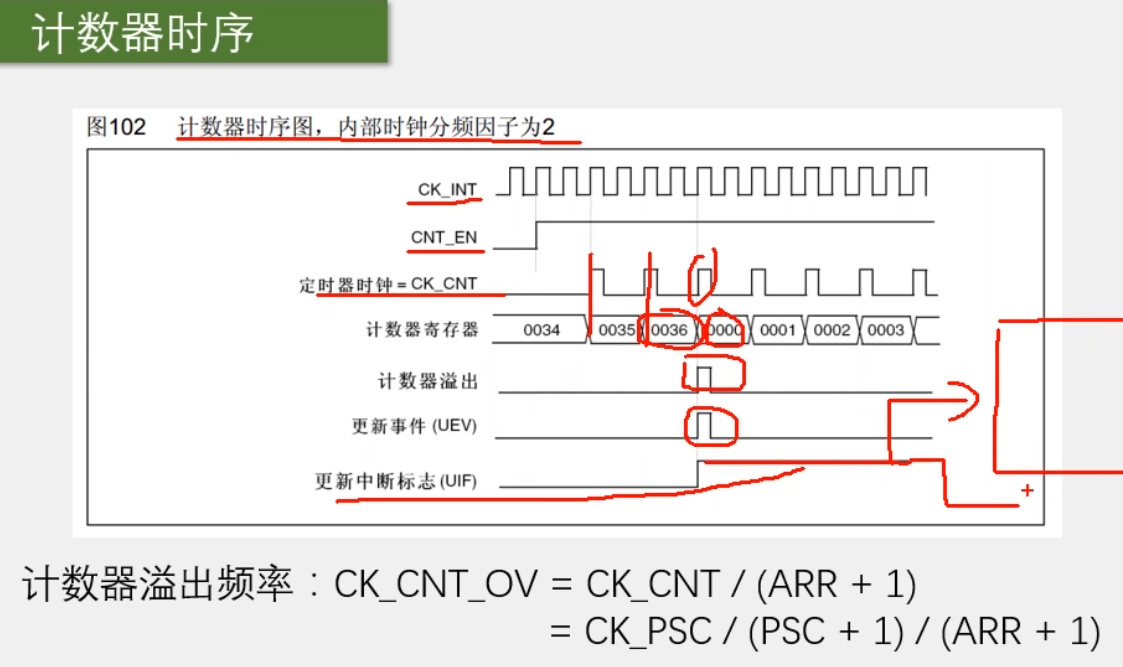 计数器时序
图102 计数器时序图，内部时钟分频因子为2
CK_INT
CNT_EN
定时器时钟 = CK_CNT
计数器寄存器 0034 0035 0036 0000 0001 0002 0003
计数器溢出
更新事件 (UEV)
更新中断标志 (UIF)
计数器溢出频率：CK_CNT_OV = CK_CNT / (ARR + 1)
= CK_PSC / (PSC + 1) / (ARR + 1)